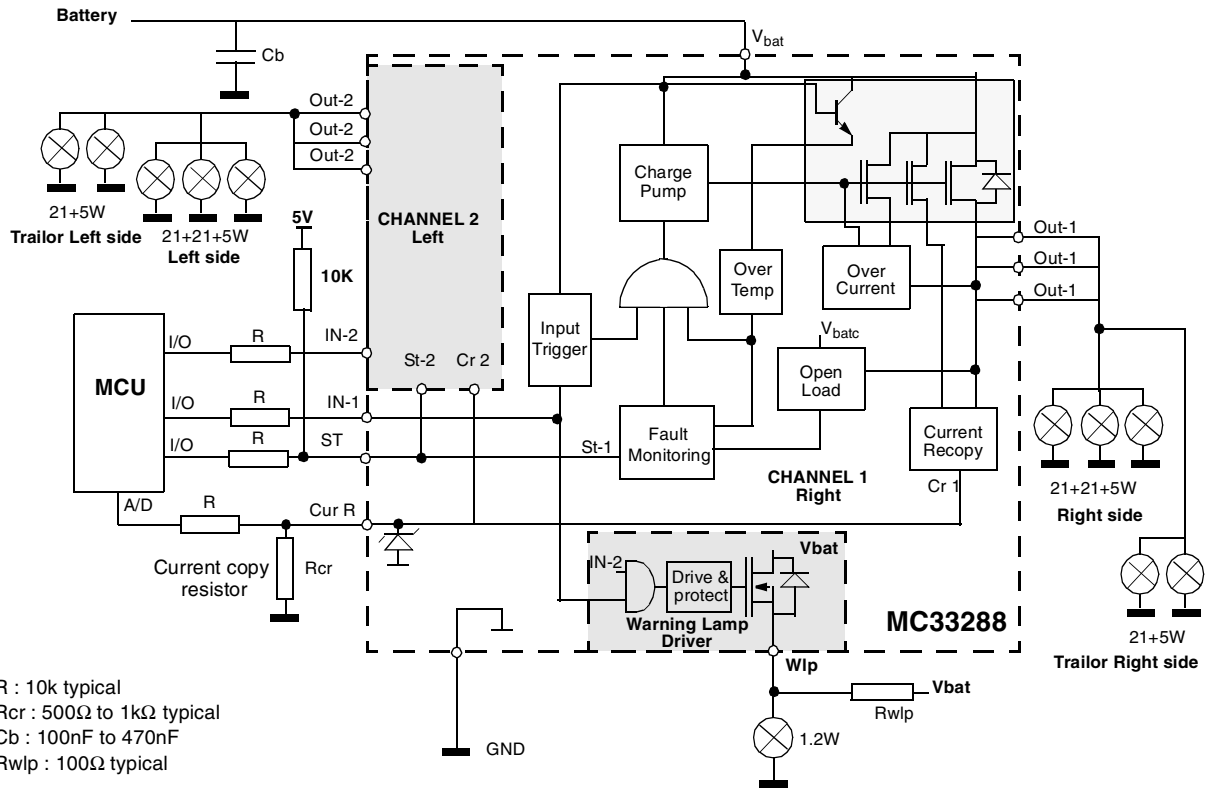 Battery
Cb
Vbat
Out-2
Out-2
Out-2
21+5W
Trailor Left side
21+21+5W
Left side
5V
10K
CHANNEL 2
Left
Charge
Pump
Over
Temp
Over
Current
Out-1
Out-1
Out-1
Input
Trigger
Vbatc
Open
Load
MCU
I/O
R
IN-2
St-2
Cr 2
I/O
R
IN-1
I/O
R
ST
St-1
Fault
Monitoring
CHANNEL 1
Right
Current
Recopy
Cr 1
21+21+5W
Right side
A/D
R
Cur R
Current copy
resistor
Rcr
IN-2
Drive &
protect
Vbat
Warning Lamp
Driver
MC33288
21+5W
Trailor Right side
Wlp
Rwlp
Vbat
1.2W
GND
R : 10k typical
Rcr : 500Ω to 1kΩ typical
Cb : 100nF to 470nF
Rwlp : 100Ω typical